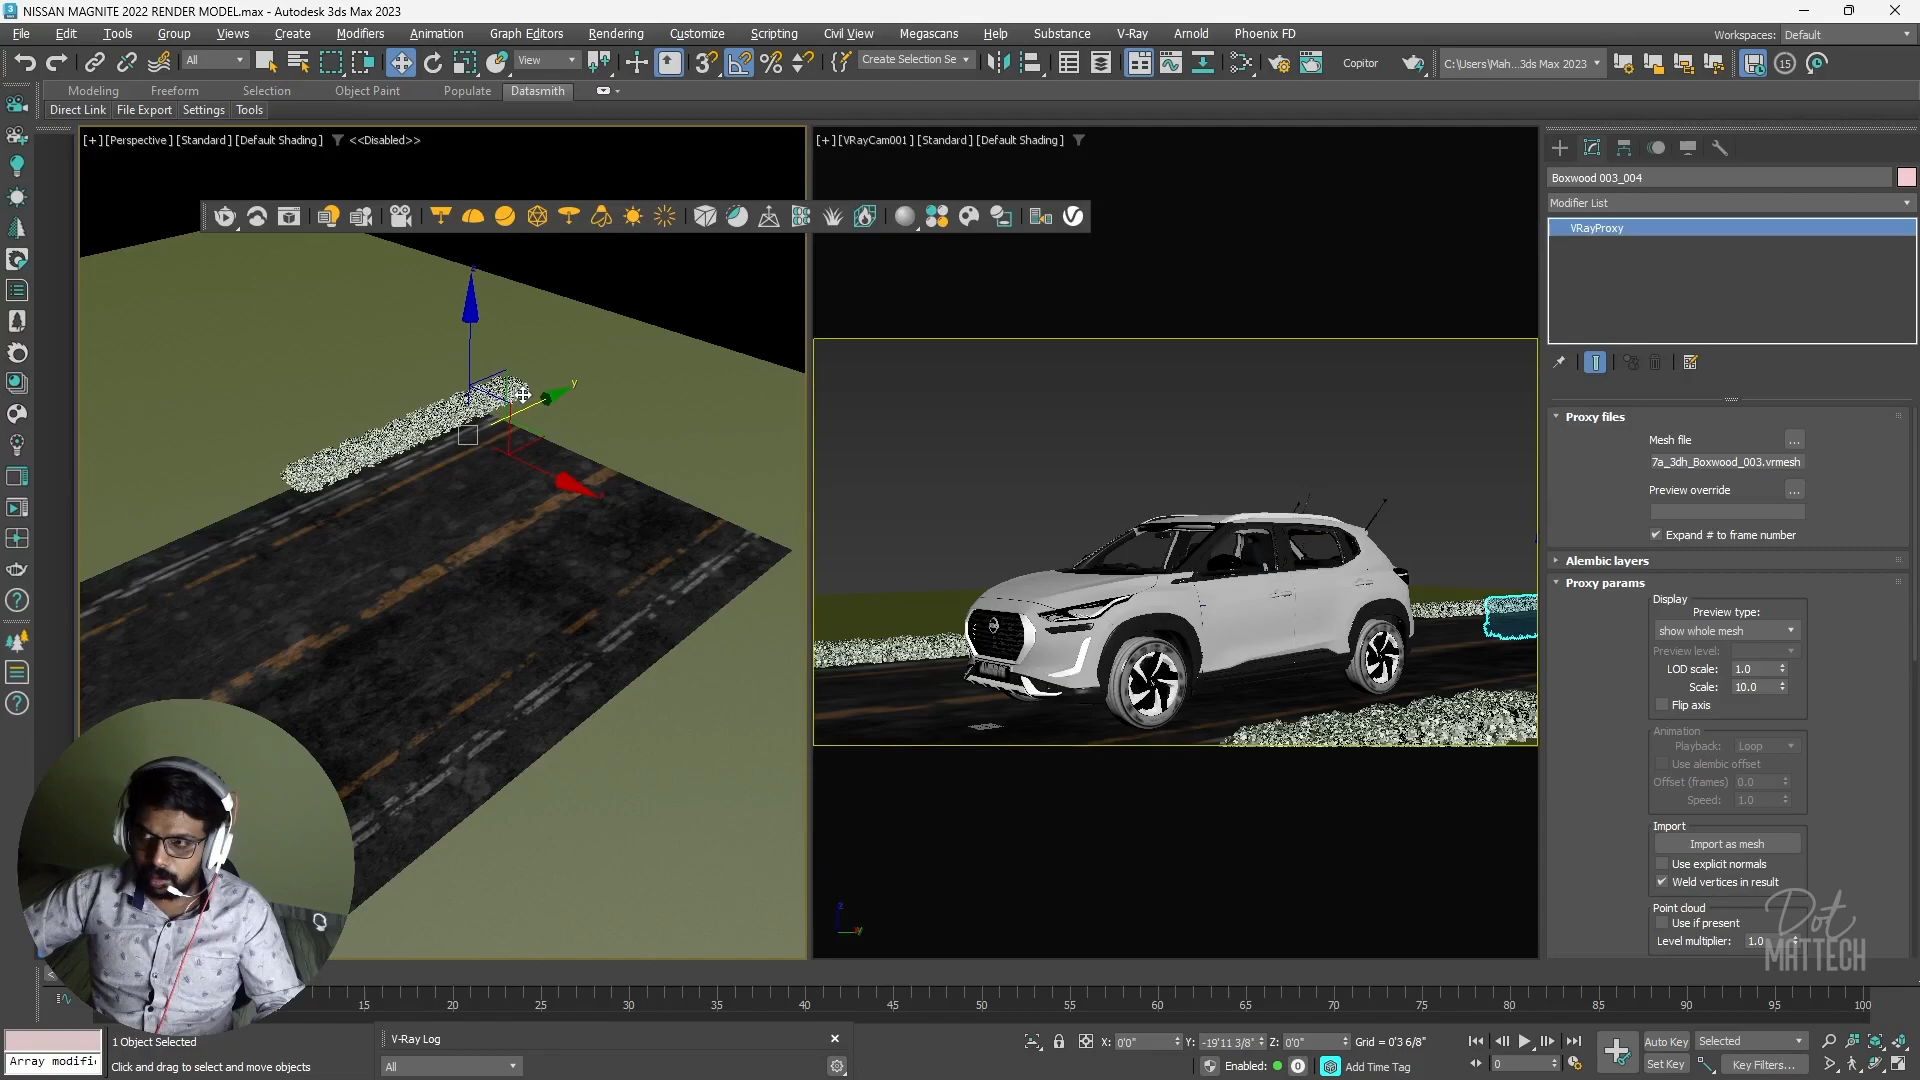 NISSAN MAGNITE 2022 RENDER MODEL.max - Autodesk 3ds Max 2023
File Edit Tools Group Views Create Modifiers Animation Graph Editors Rendering Customize Scripting Civil View Megascans Help Substance V-Ray Arnold Phoenix FD
Workspaces: Default
All
View
Create Selection Se
Copitor
C:\Users\Mah...3ds Max 2023
15
Modeling Freeform Selection Object Paint Populate Datasmith
Direct Link File Export Settings Tools
[+] [Perspective] [Standard] [Default Shading] <<Disabled>>
[+] [VRayCam001] [Standard] [Default Shading]
Boxwood 003_004
Modifier List
VRayProxy
Proxy files
Mesh file ...
7a_3dh_Boxwood_003.vrmesh
Preview override ...
Expand # to frame number
Alembic layers
Proxy params
Display
Preview type:
show whole mesh
Preview level:
LOD scale: 1.0
Scale: 10.0
Flip axis
Animation
Playback: Loop
Use alembic offset
Offset (frames) 0.0
Speed: 1.0
Import
Import as mesh
Use explicit normals
Weld vertices in result
Point cloud
Use if present
Level multiplier: 1.0
Dot
MATTECH
z
y
z
y
15 20 25 30 35 40 45 50 55 60 65 70 75 80 85 90 95 100
1 Object Selected
Array modifi
Click and drag to select and move objects
V-Ray Log
All
X: 0'0" Y: -19'11 3/8" Z: 0'0" Grid = 0'3 6/8"
Enabled: 0 Add Time Tag
0
Auto Key Selected
Set Key Key Filters...